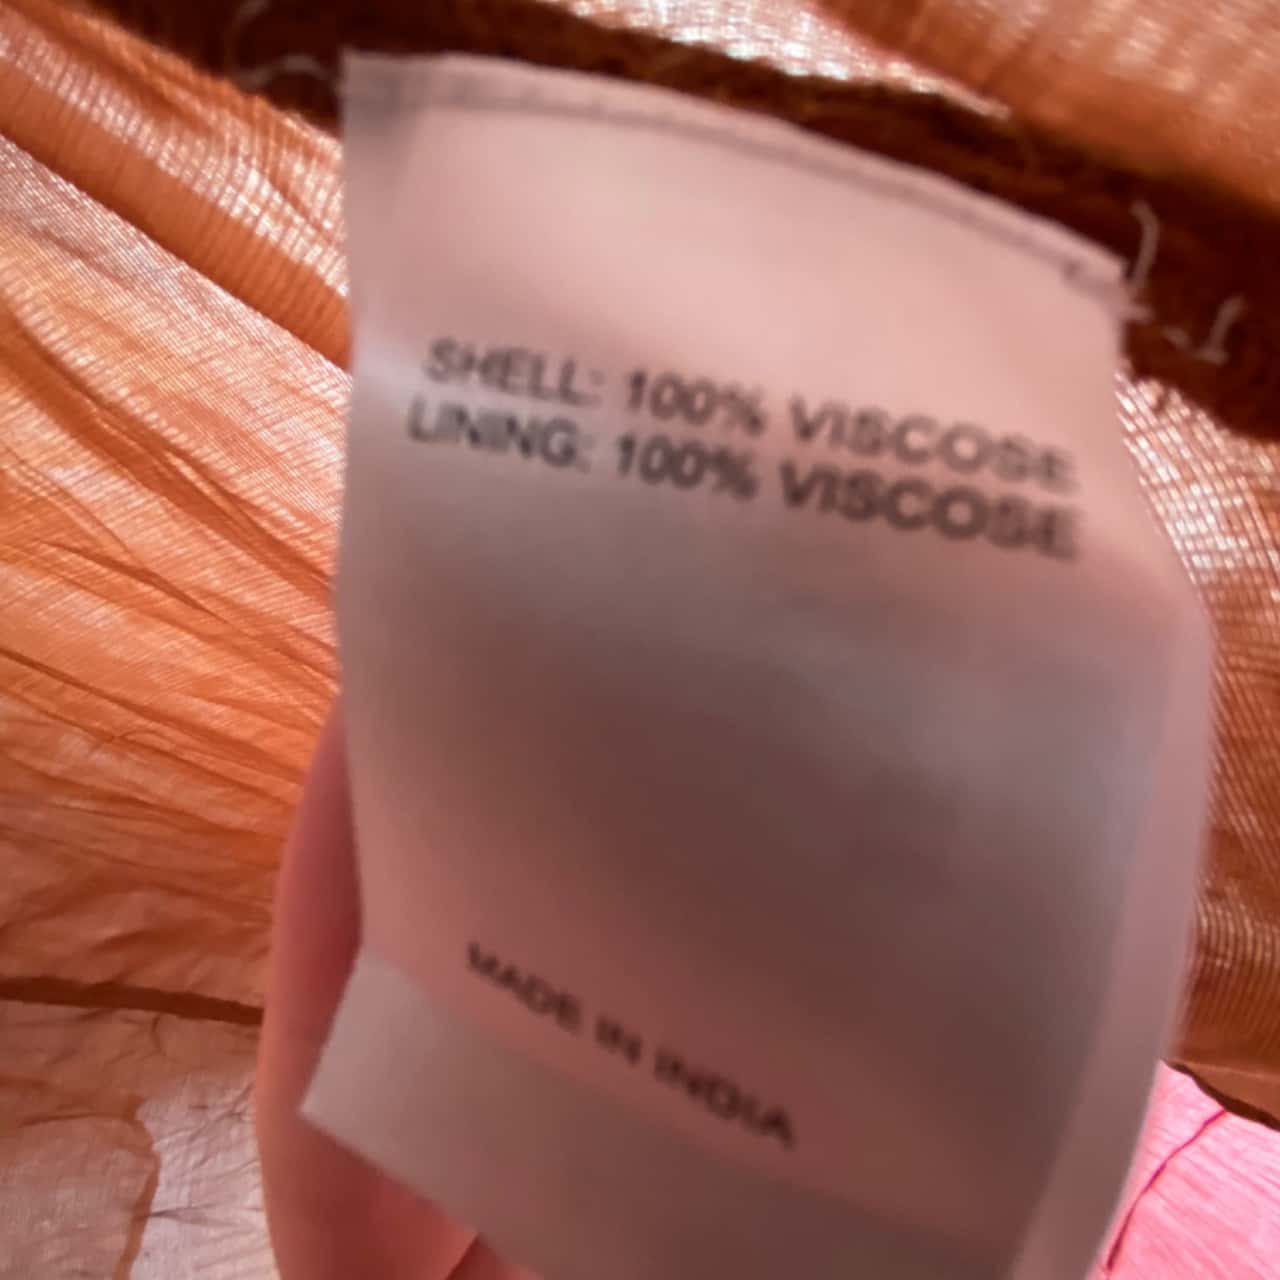 SHELL: 100% VISCOSE
LINING: 100% VISCOSE
MADE IN INDIA